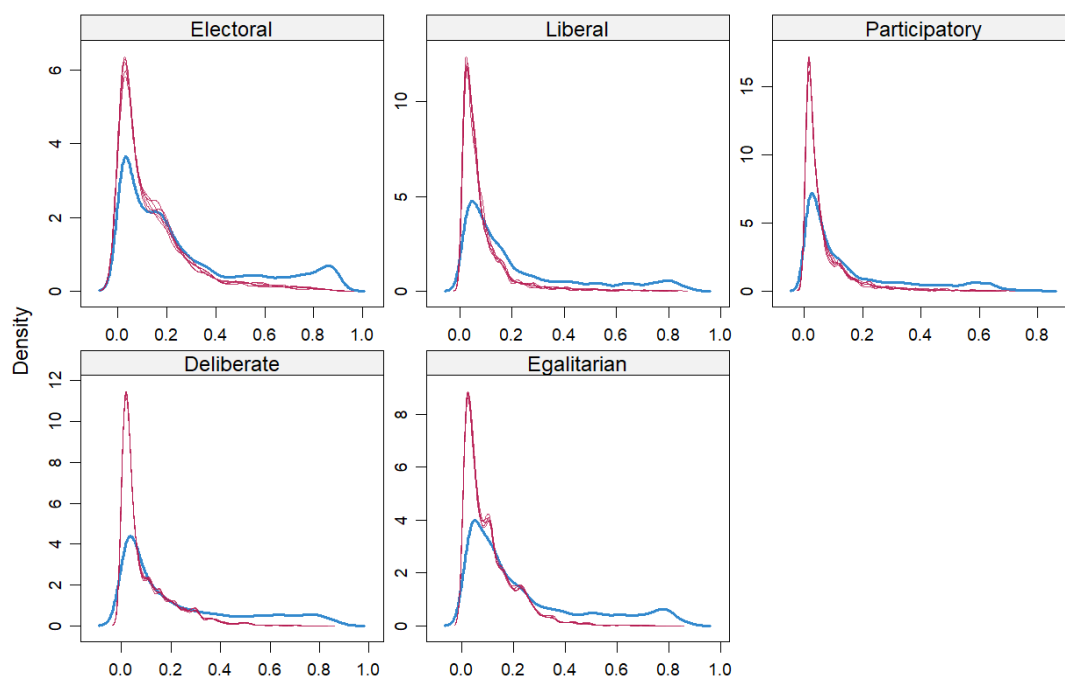 Electoral
Liberal
Participatory
0 2 4 6
0 5 10
0 5 10 15
0.0 0.2 0.4 0.6 0.8 1.0
0.0 0.2 0.4 0.6 0.8 1.0
0.0 0.2 0.4 0.6 0.8
Density
Deliberate
Egalitarian
0 2 4 6 8 10 12
0 2 4 6 8
0.0 0.2 0.4 0.6 0.8 1.0
0.0 0.2 0.4 0.6 0.8 1.0